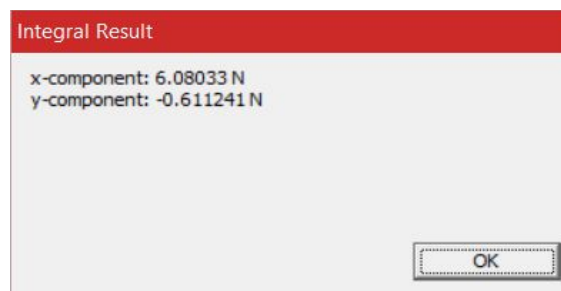 Integral Result
x-component: 6.08033 N
y-component: -0.611241 N
OK